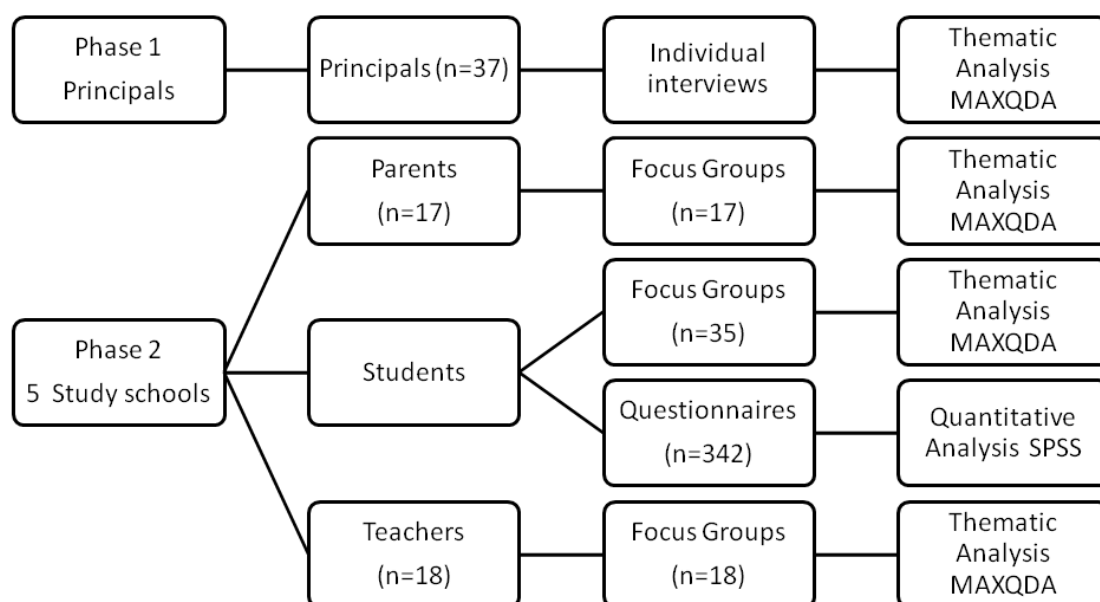 Phase 1
Principals
Principals (n=37)
Individual
interviews
Thematic
Analysis
MAXQDA
Parents
(n=17)
Focus Groups
(n=17)
Thematic
Analysis
MAXQDA
Phase 2
5 Study schools
Students
Focus Groups
(n=35)
Thematic
Analysis
MAXQDA
Questionnaires
(n=342)
Quantitative
Analysis SPSS
Teachers
(n=18)
Focus Groups
(n=18)
Thematic
Analysis
MAXQDA